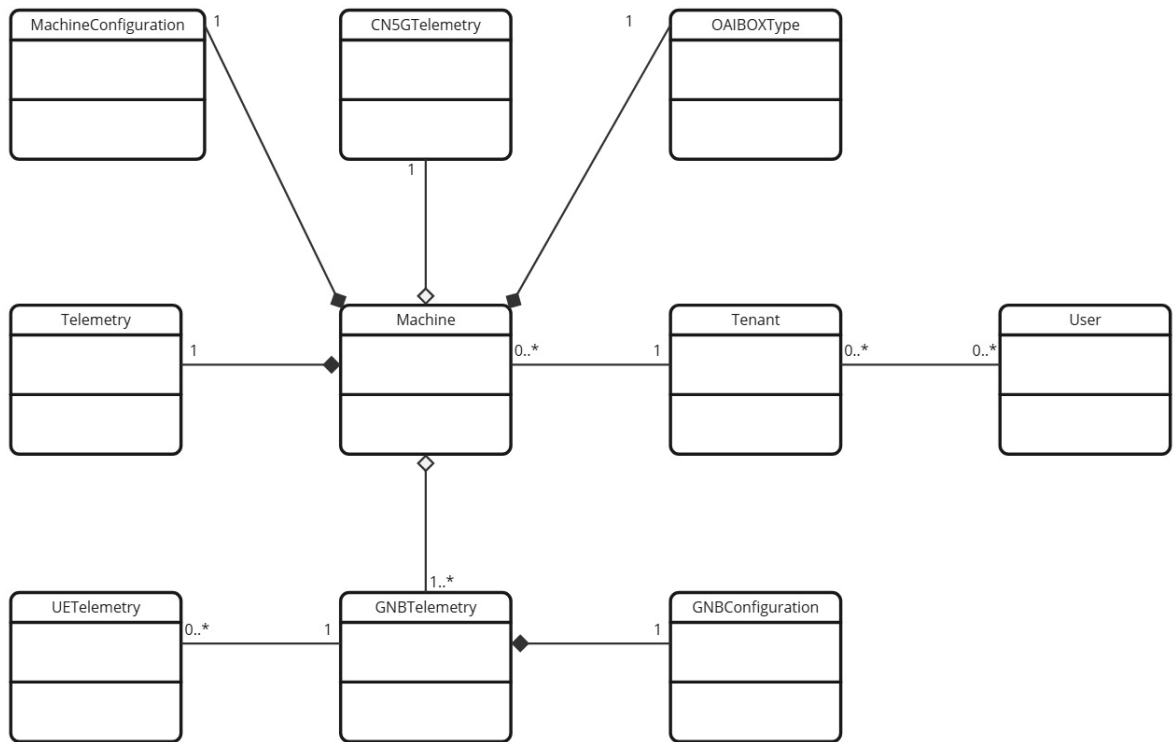 MachineConfiguration
1
CN5GTelemetry
1
OAIBOXType
1
Telemetry
1
Machine
0..*
1
Tenant
0..*
0..*
User
1..*
UETelemetry
0..*
1
GNBTelemetry
1
GNBConfiguration